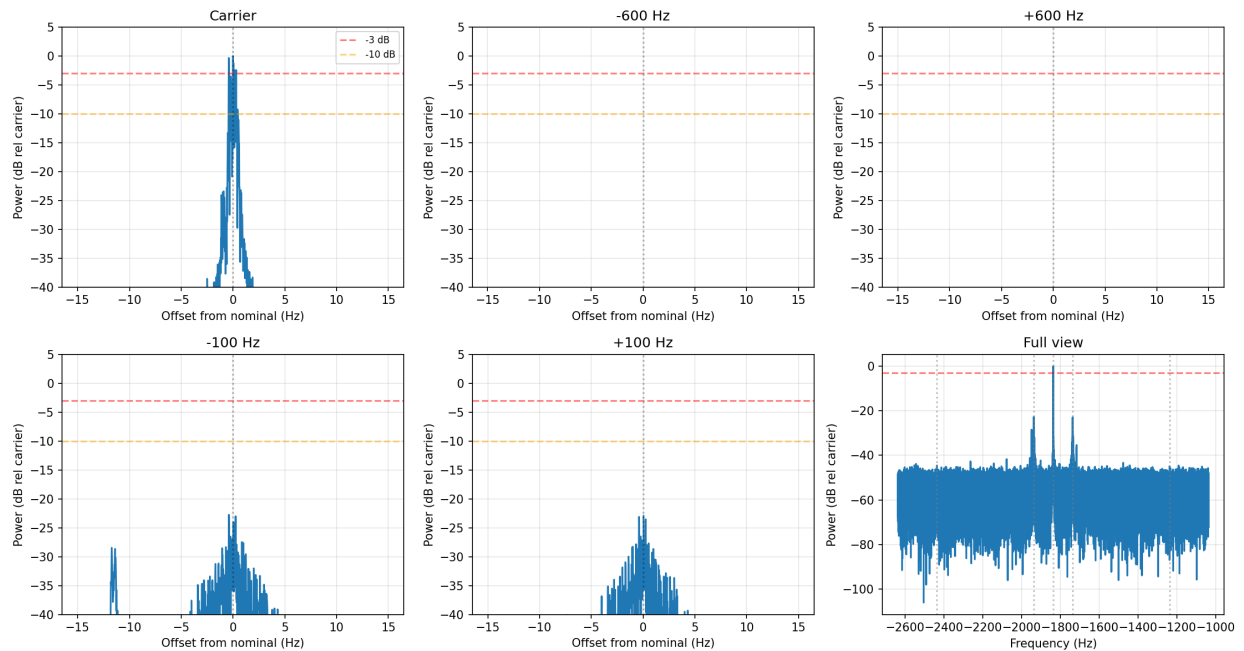 Carrier
Power (dB rel carrier)
5
0
−5
−10
−15
−20
−25
−30
−35
−40
-3 dB
-10 dB
−15 −10 −5 0 5 10 15
Offset from nominal (Hz)
-600 Hz
Power (dB rel carrier)
5
0
−5
−10
−15
−20
−25
−30
−35
−40
−15 −10 −5 0 5 10 15
Offset from nominal (Hz)
+600 Hz
Power (dB rel carrier)
5
0
−5
−10
−15
−20
−25
−30
−35
−40
−15 −10 −5 0 5 10 15
Offset from nominal (Hz)
-100 Hz
Power (dB rel carrier)
5
0
−5
−10
−15
−20
−25
−30
−35
−40
−15 −10 −5 0 5 10 15
Offset from nominal (Hz)
+100 Hz
Power (dB rel carrier)
5
0
−5
−10
−15
−20
−25
−30
−35
−40
−15 −10 −5 0 5 10 15
Offset from nominal (Hz)
Full view
Power (dB rel carrier)
0
−20
−40
−60
−80
−100
−2600 −2400 −2200 −2000 −1800 −1600 −1400 −1200 −1000
Frequency (Hz)